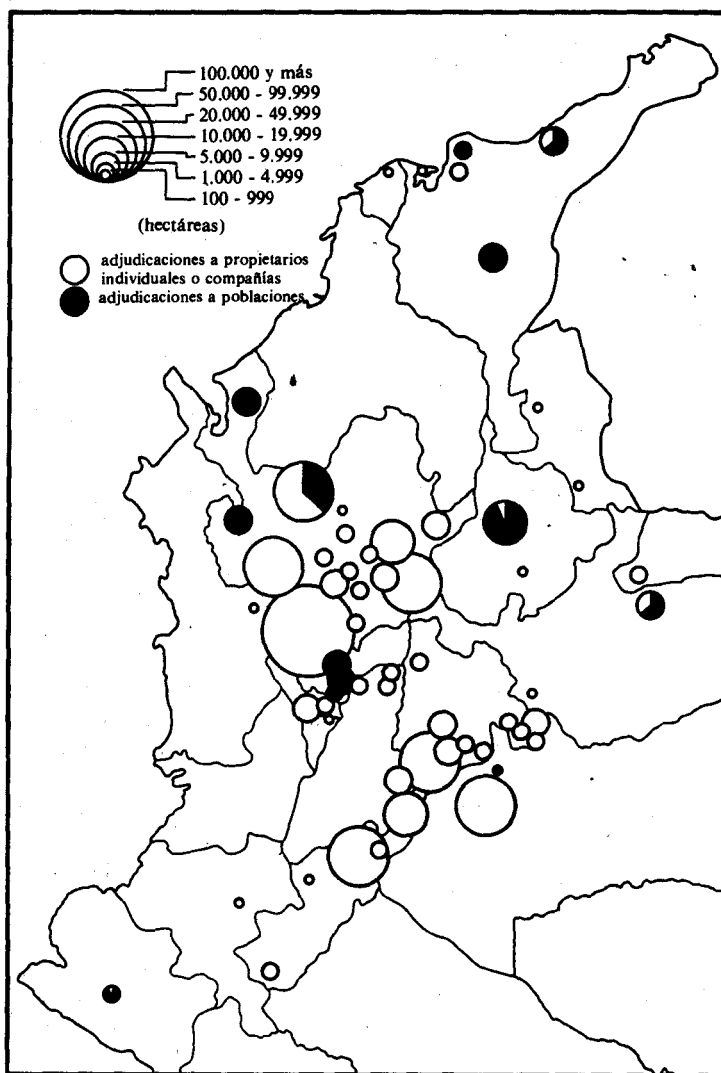 100.000 y más
50.000 - 99.999
20.000 - 49.999
10.000 - 19.999
5.000 - 9.999
1.000 - 4.999
100 - 999
(hectáreas)
adjudicaciones a propietarios
individuales o compañías
adjudicaciones a poblaciones